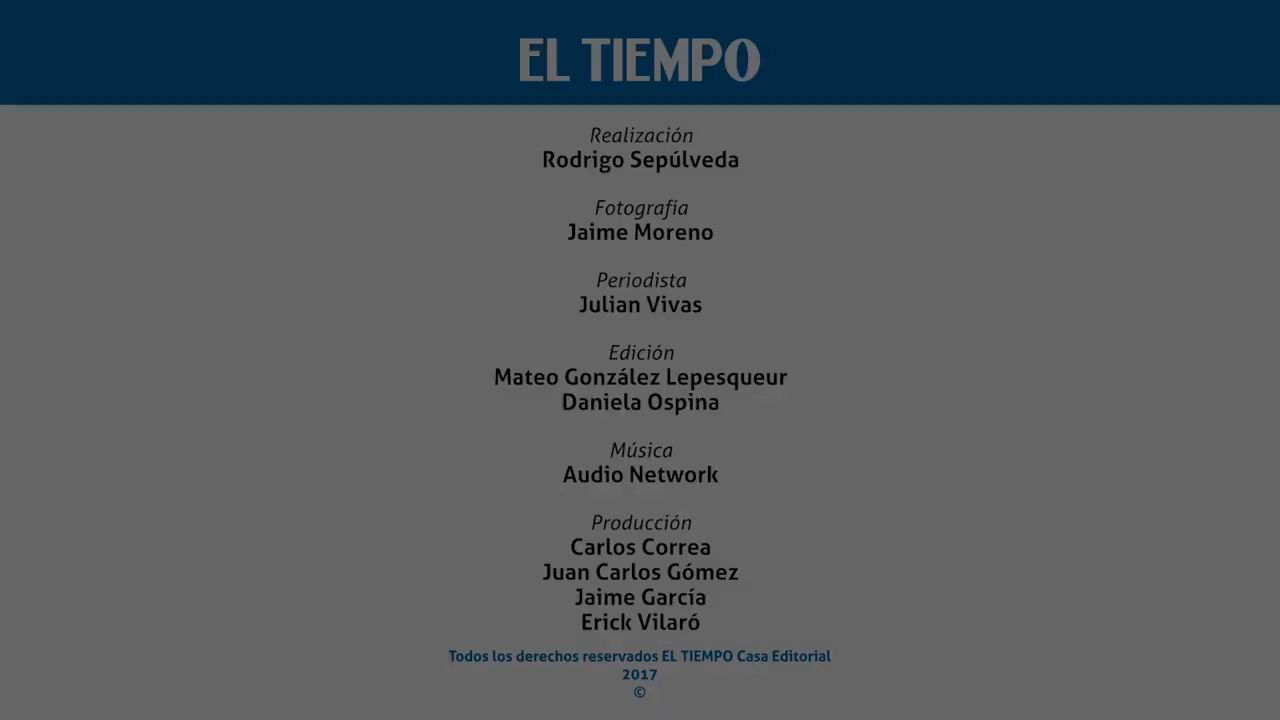 EL TIEMPO
Realización
Rodrigo Sepúlveda
Fotografía
Jaime Moreno
Periodista
Julian Vivas
Edición
Mateo González Lepesqueur
Daniela Ospina
Música
Audio Network
Producción
Carlos Correa
Juan Carlos Gómez
Jaime García
Erick Vilaró
Todos los derechos reservados EL TIEMPO Casa Editorial
2017
©